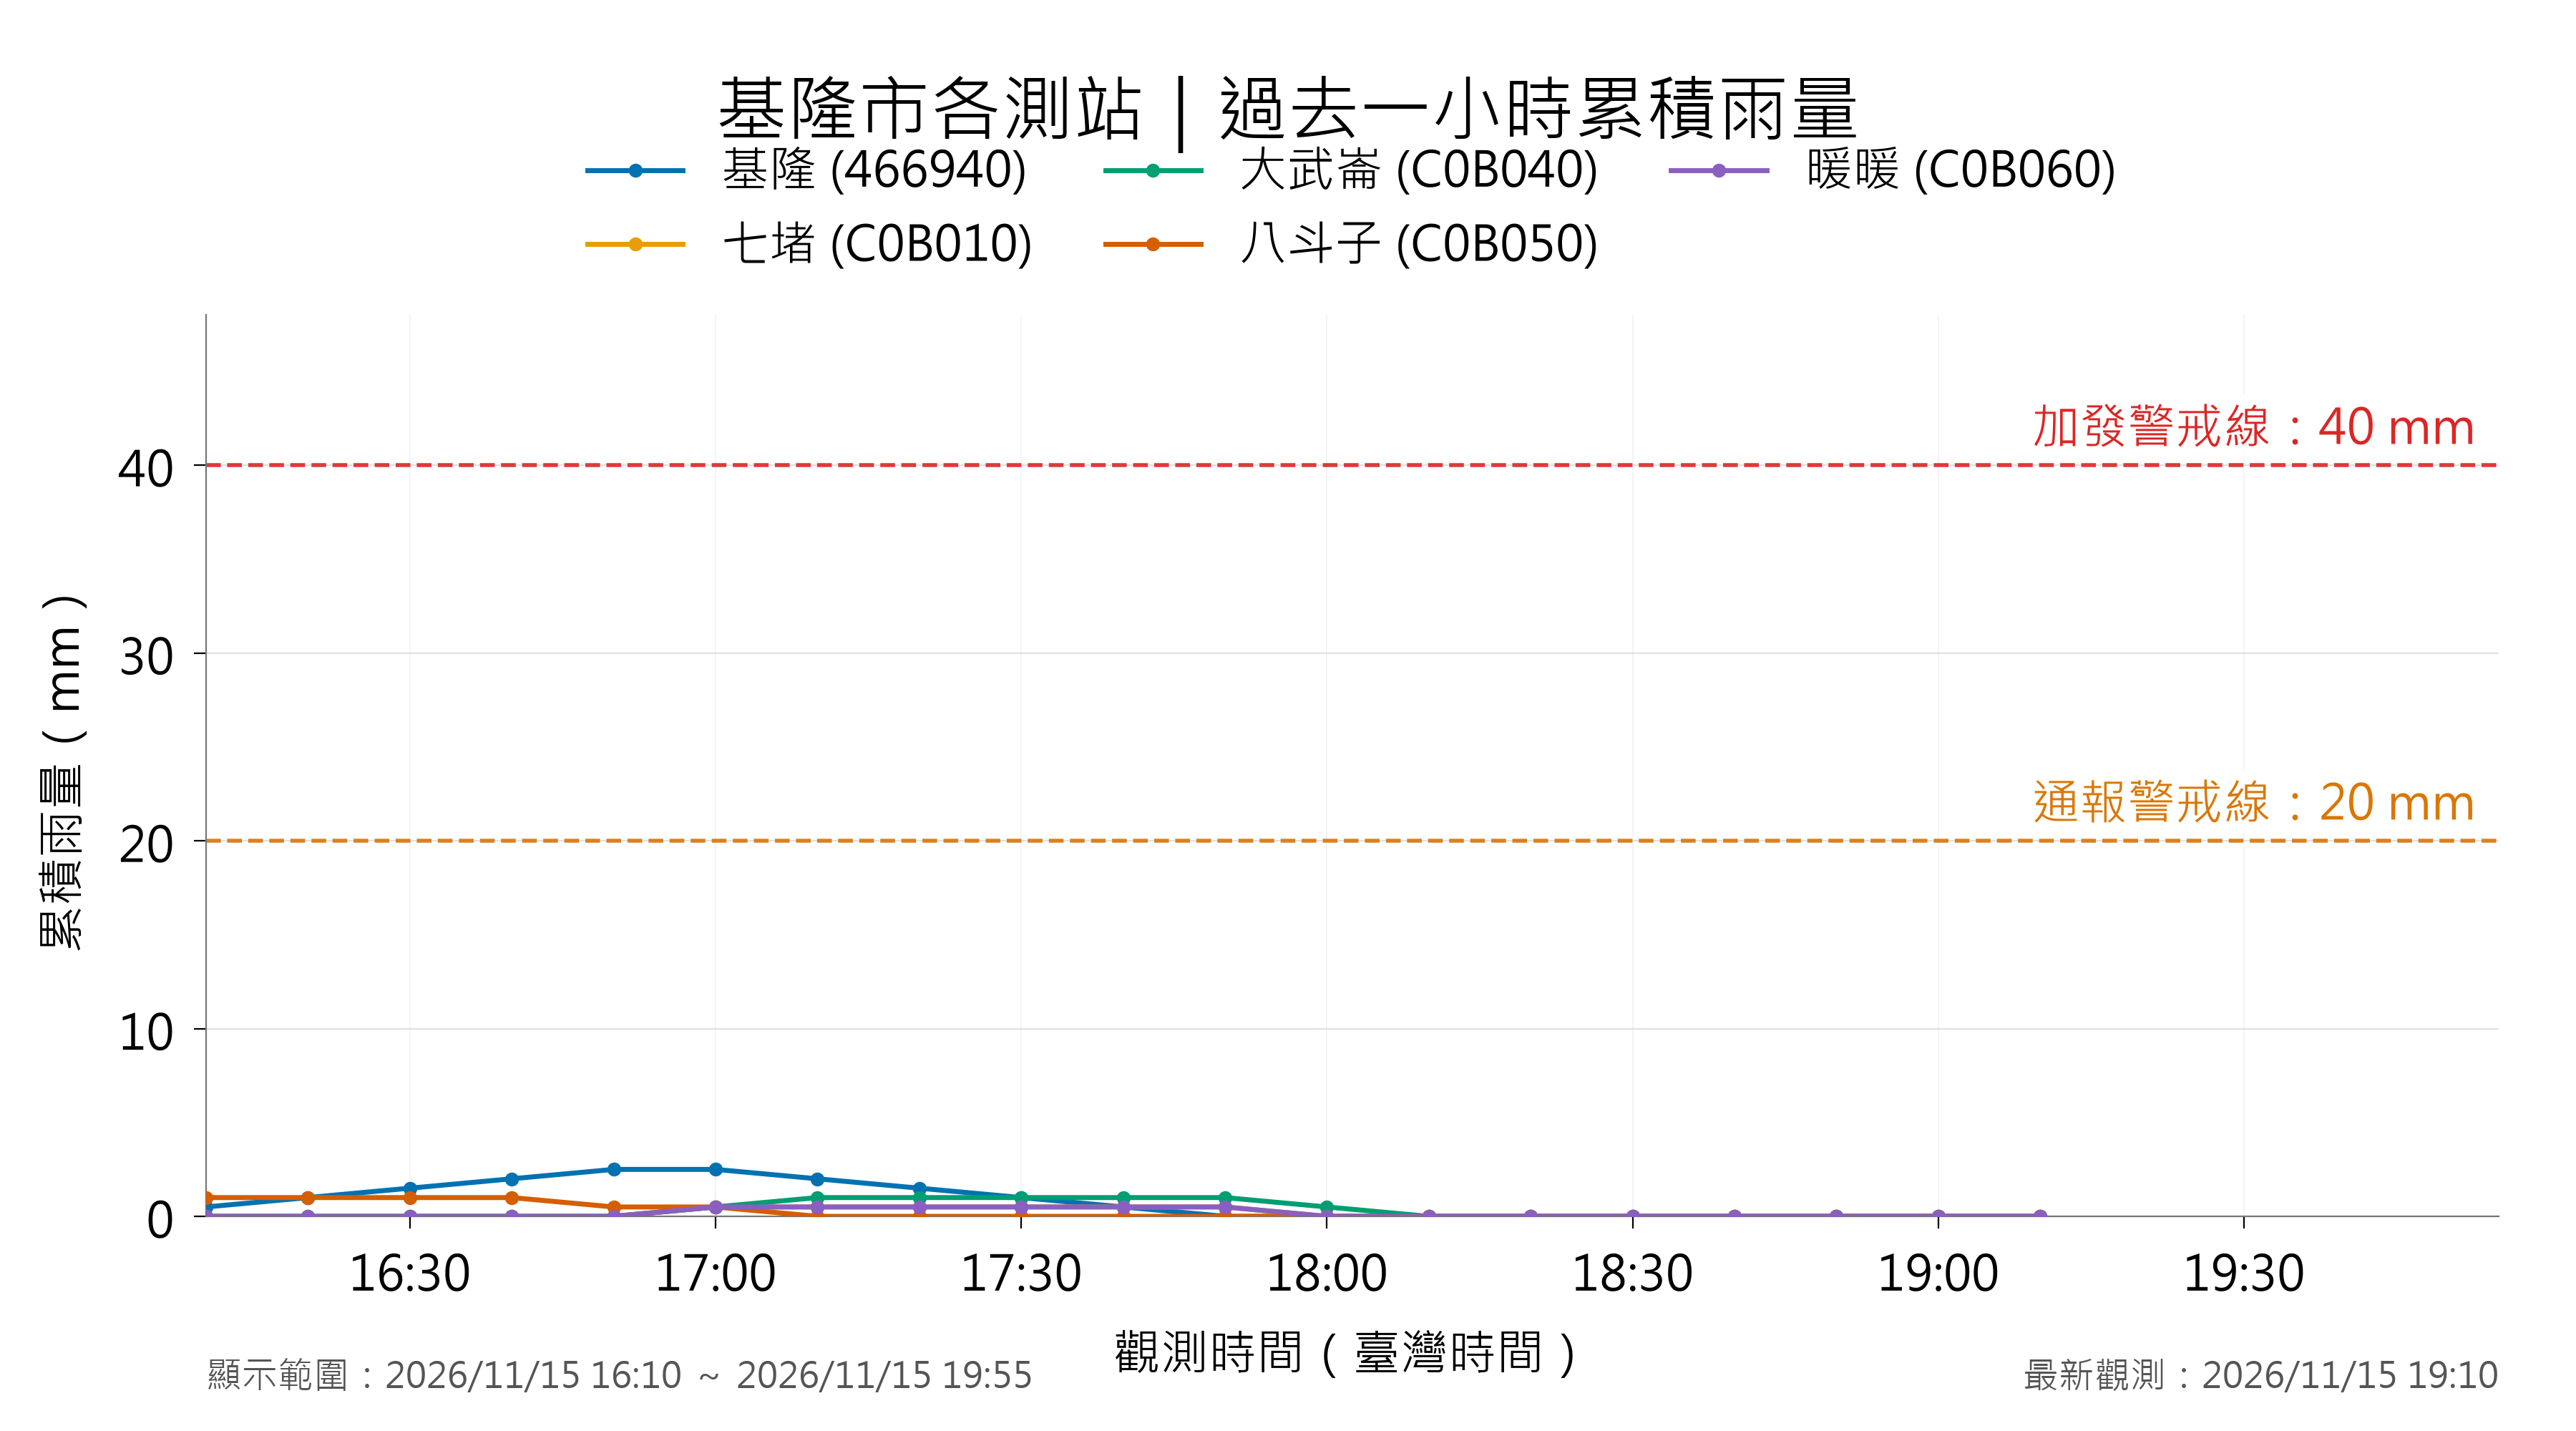 基隆市各測站｜過去一小時累積雨量
基隆 (466940)
大武崙 (C0B040)
暖暖 (C0B060)
七堵 (C0B010)
八斗子 (C0B050)
累積雨量（mm）
40
30
20
10
0
加發警戒線：40 mm
通報警戒線：20 mm
16:30
17:00
17:30
18:00
18:30
19:00
19:30
觀測時間（臺灣時間）
顯示範圍：2026/11/15 16:10 ~ 2026/11/15 19:55
最新觀測：2026/11/15 19:10